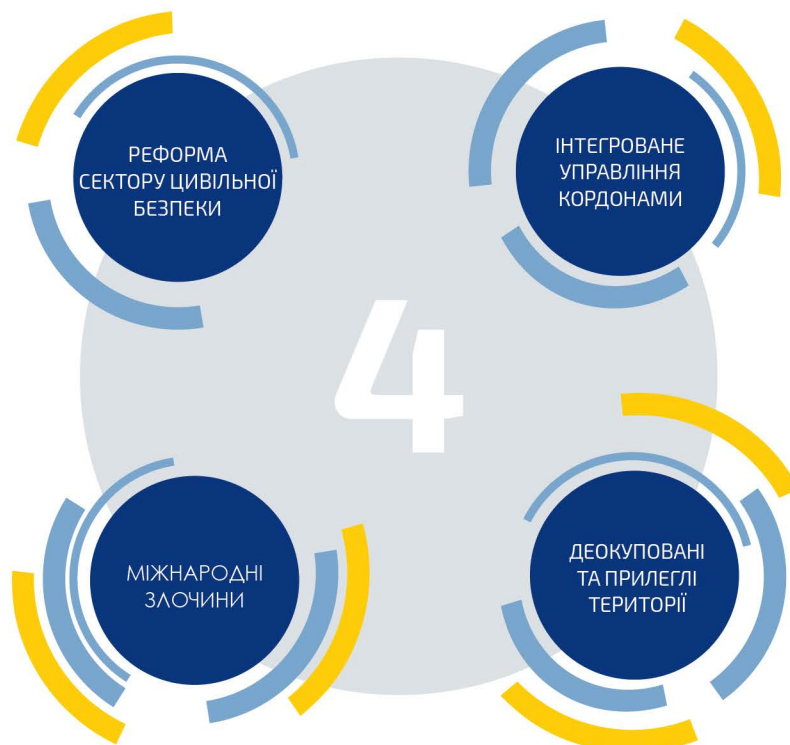 РЕФОРМА
СЕКТОРУ ЦИВІЛЬНОЇ
БЕЗПЕКИ
ІНТЕГРОВАНЕ
УПРАВЛІННЯ
КОРДОНАМИ
4
МІЖНАРОДНІ
ЗЛОЧИНИ
ДЕОКУПОВАНІ
ТА ПРИЛЕГЛІ
ТЕРИТОРІЇ